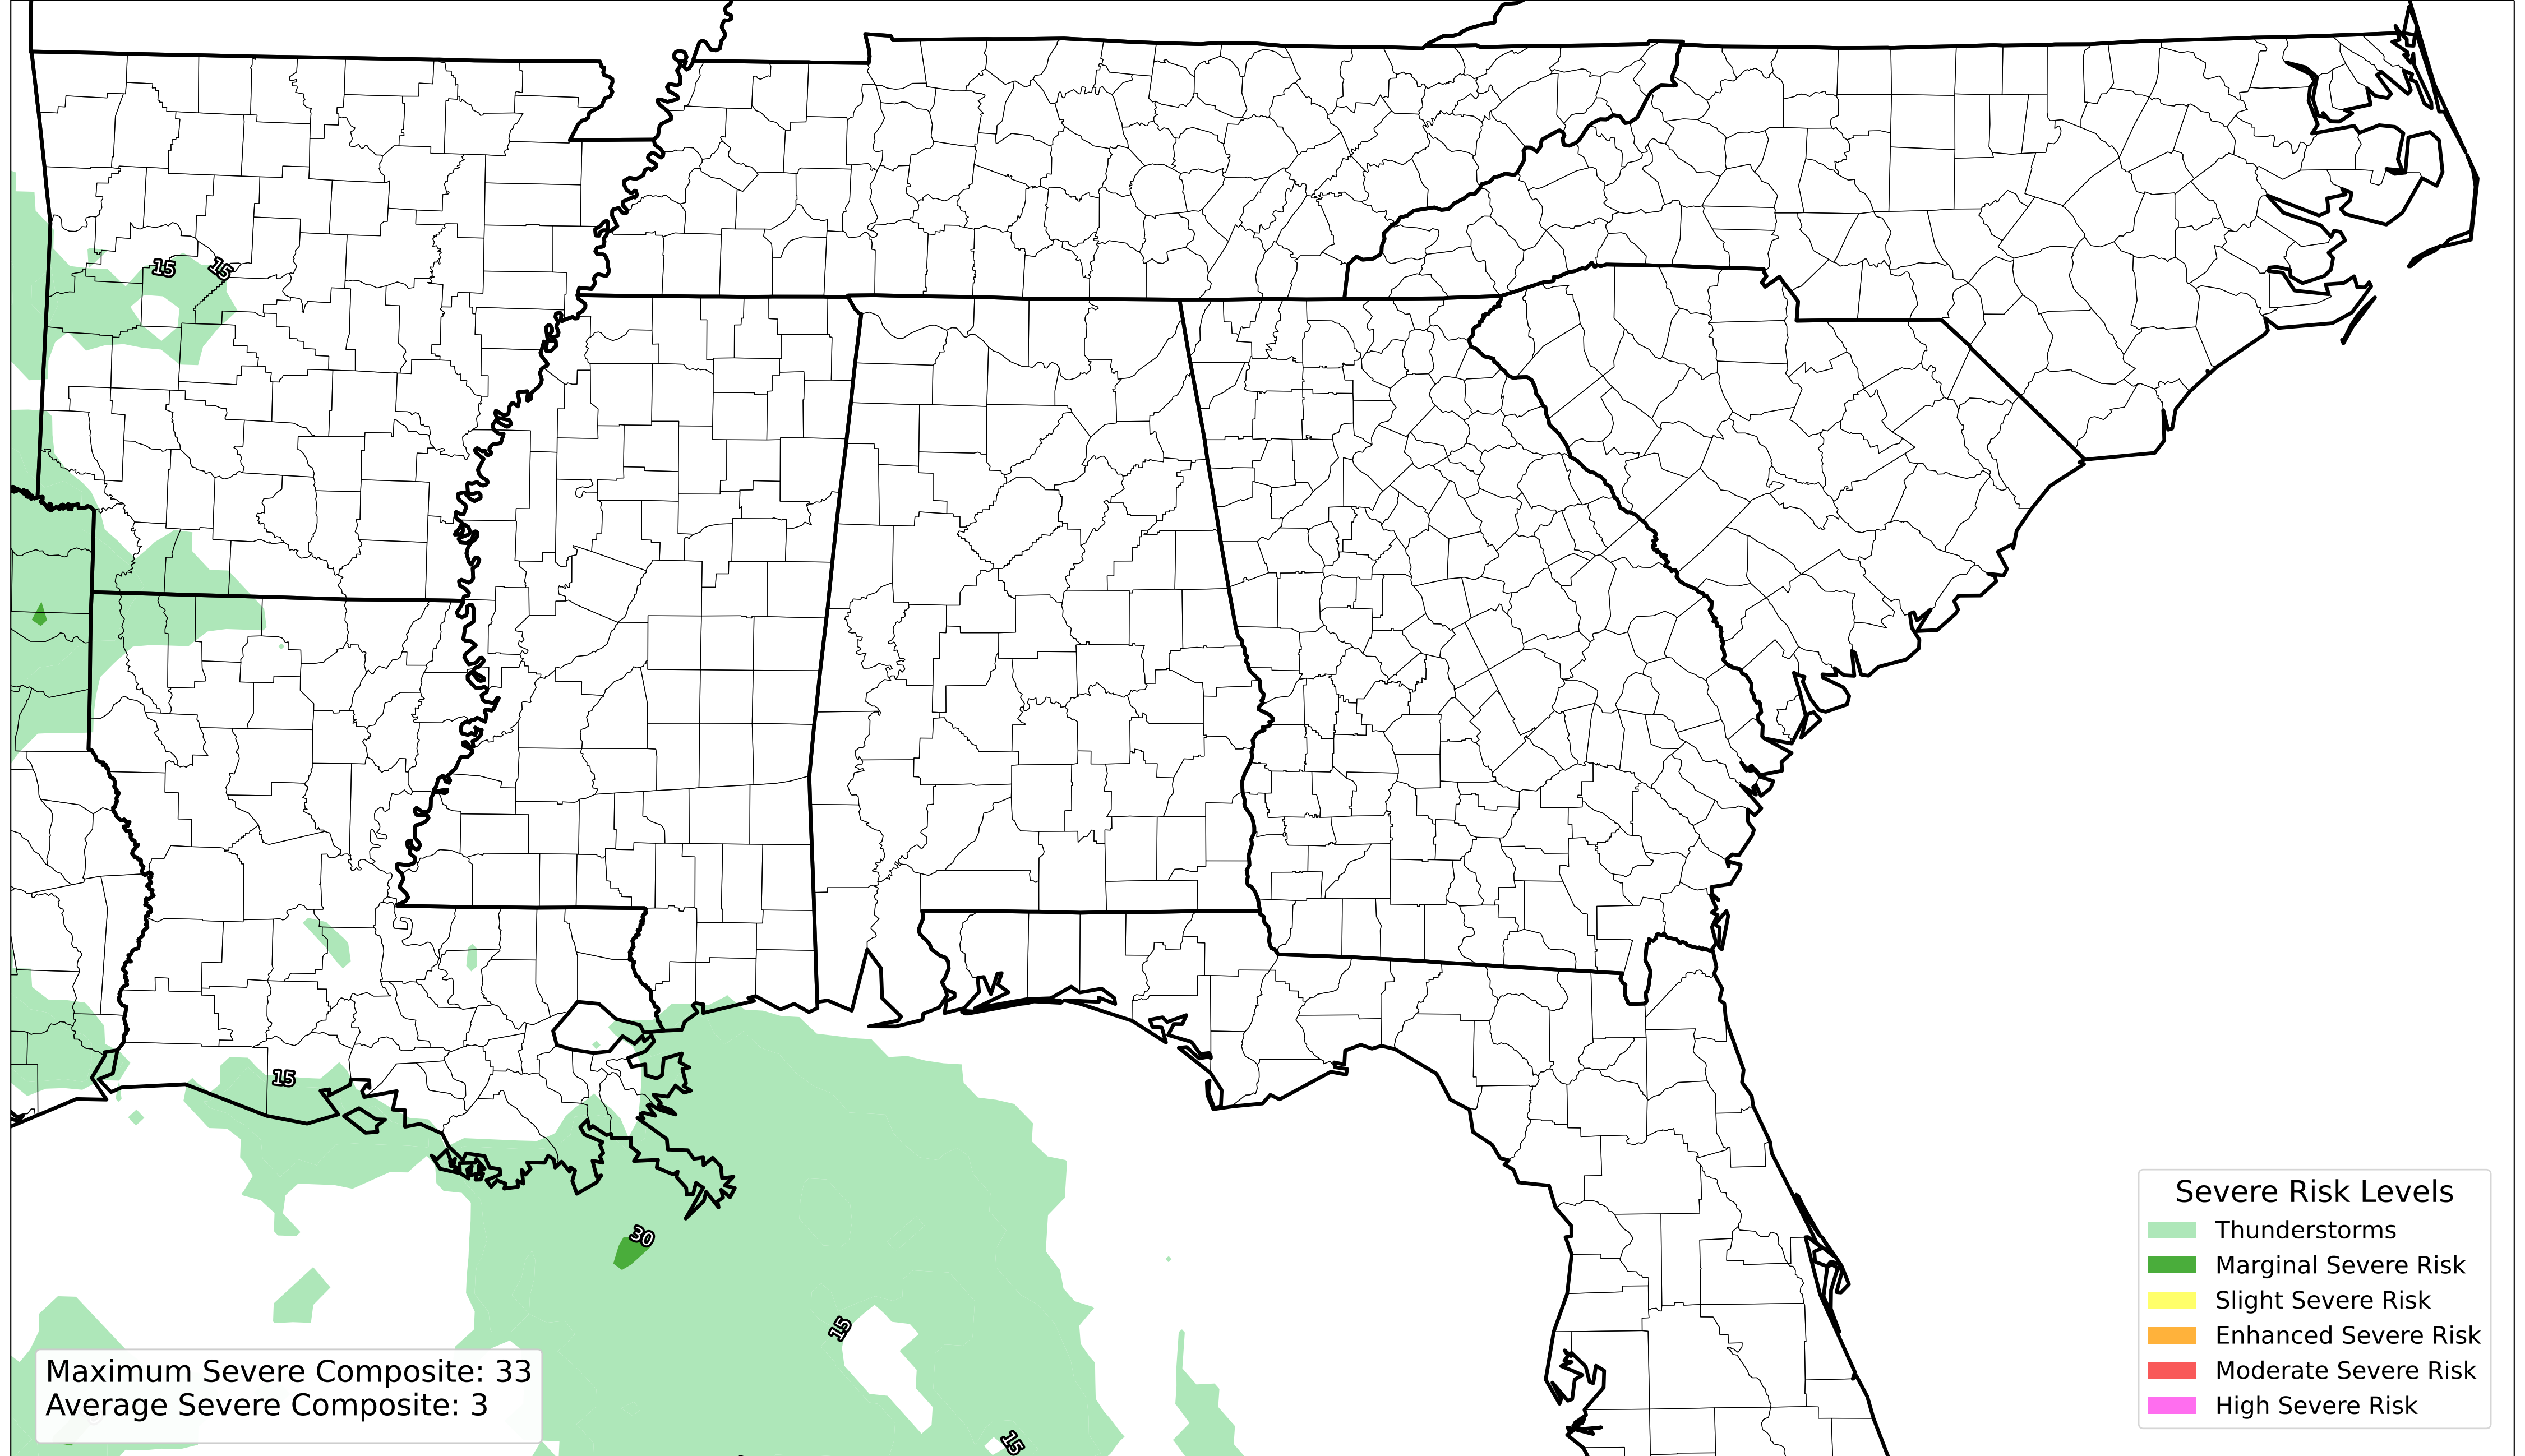 15
15
15
30
15
15
Maximum Severe Composite: 33
Average Severe Composite: 3
Severe Risk Levels
Thunderstorms
Marginal Severe Risk
Slight Severe Risk
Enhanced Severe Risk
Moderate Severe Risk
High Severe Risk